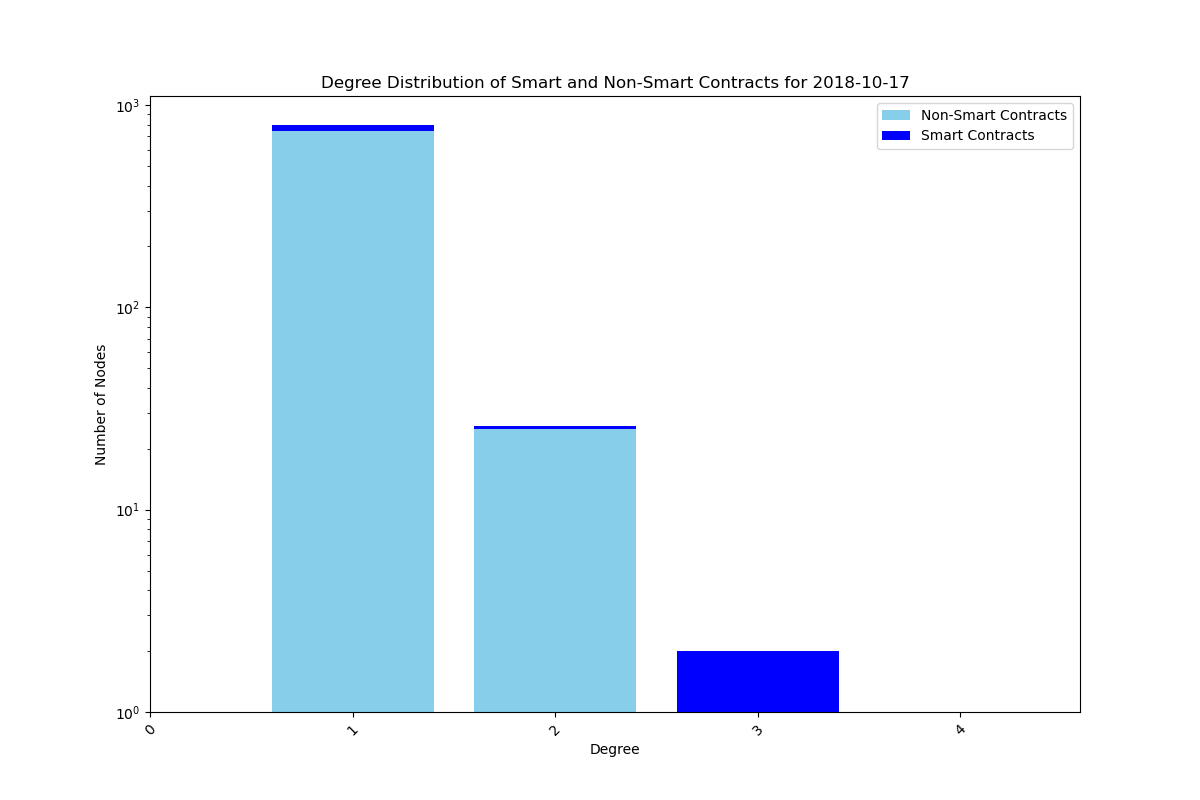 Degree Distribution of Smart and Non-Smart Contracts for 2018-10-17
Non-Smart Contracts
Smart Contracts
Number of Nodes
10³
10²
10¹
10⁰
0 1 2 3 4
Degree